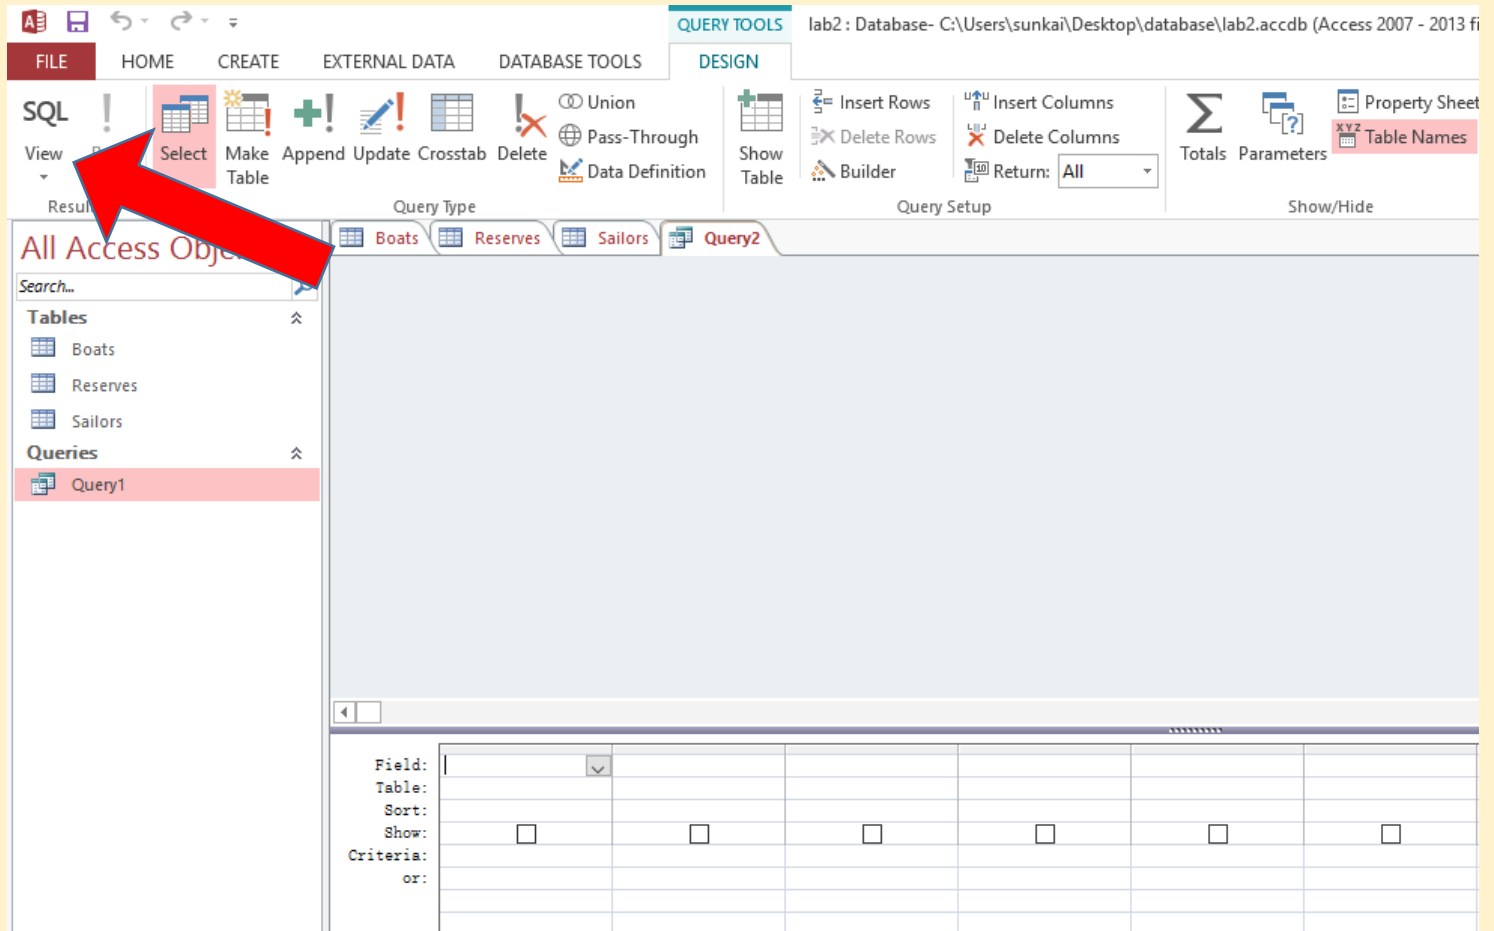 QUERY TOOLS lab2 : Database- C:\Users\sunkai\Desktop\database\lab2.accdb (Access 2007 - 2013 fi
FILE HOME CREATE EXTERNAL DATA DATABASE TOOLS DESIGN
SQL
View
Select
Make Table
Append
Update
Crosstab
Delete
Union
Pass-Through
Data Definition
Show Table
Insert Rows
Delete Rows
Builder
Insert Columns
Delete Columns
Return: All
Totals
Parameters
Property Sheet
XYZ
Table Names
Resul
Query Type
Query Setup
Show/Hide
All Access Obje
Search...
Tables
Boats
Reserves
Sailors
Queries
Query1
Boats Reserves Sailors Query2
Field:
Table:
Sort:
Show:
Criteria:
or: